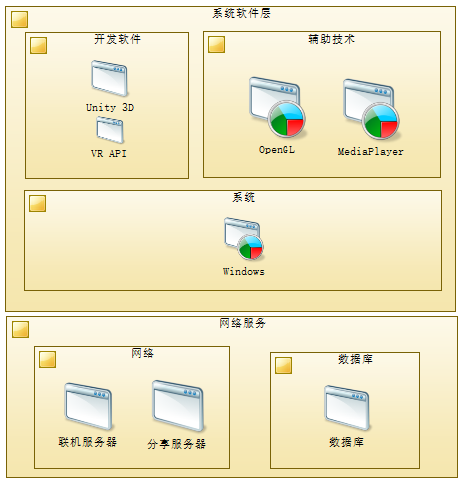 系统软件层
开发软件
辅助技术
Unity 3D
VR API
OpenGL
MediaPlayer
系统
Windows
网络服务
网络
数据库
联机服务器
分享服务器
数据库